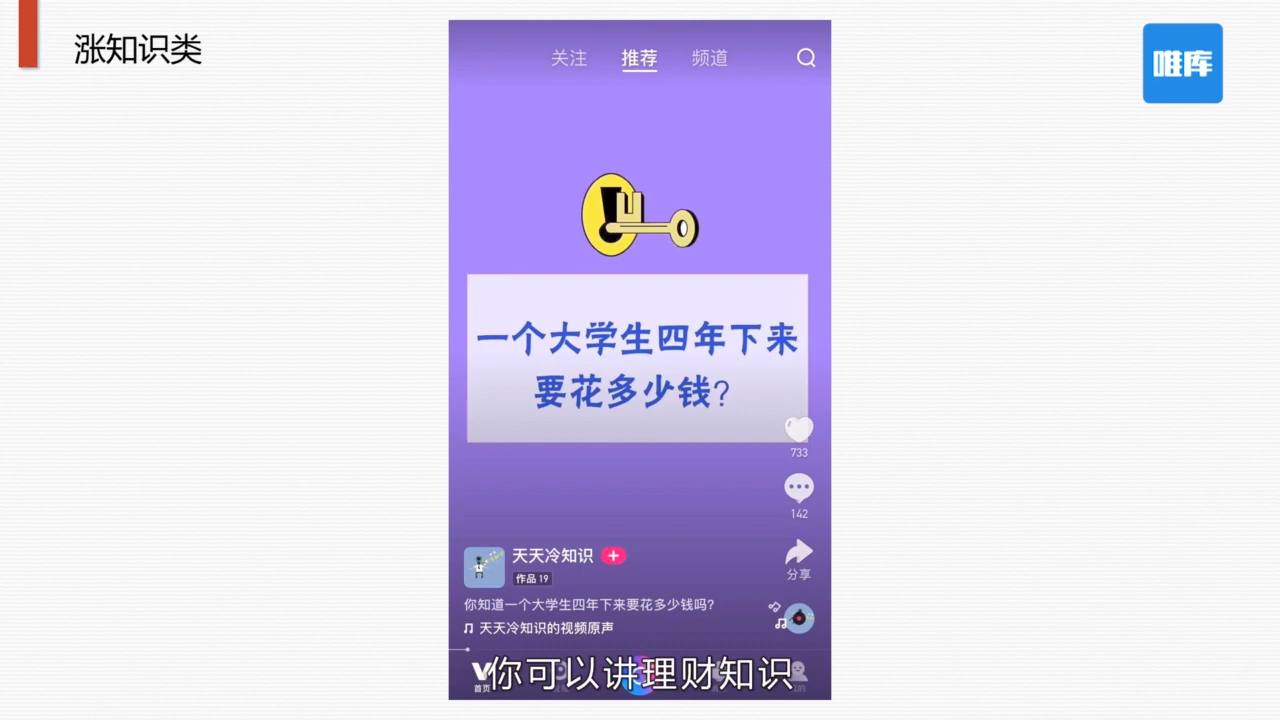 涨知识类
唯库
关注 推荐 频道
一个大学生四年下来
要花多少钱?
733
142
分享
天天冷知识
作品 19
你知道一个大学生四年下来要花多少钱吗?
天天冷知识的视频原声
你可以讲理财知识
首页